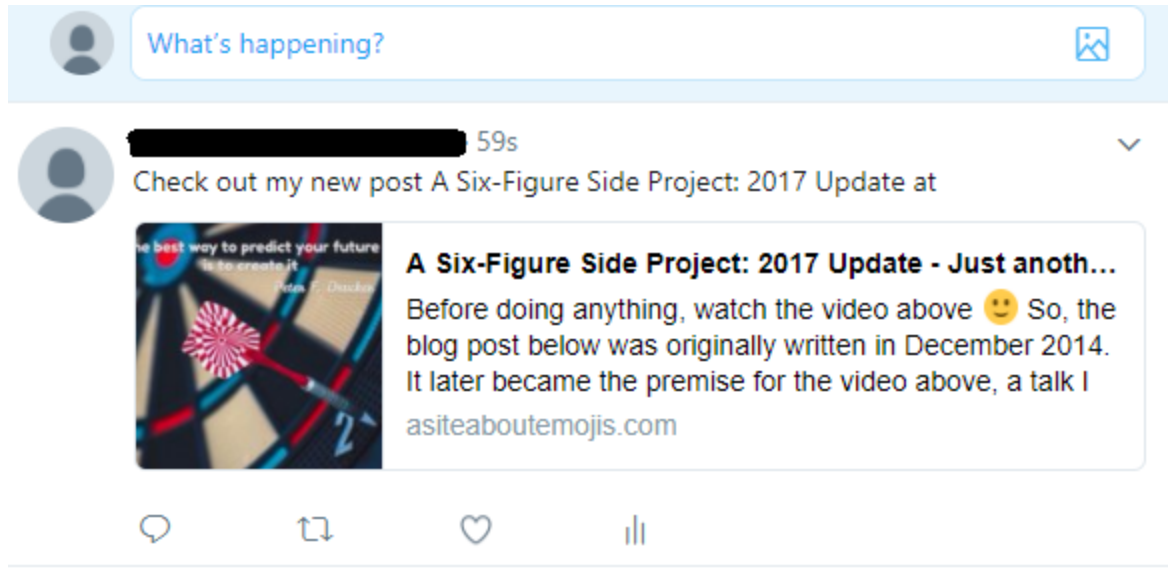 What's happening?
59s
Check out my new post A Six-Figure Side Project: 2017 Update at
he best way to predict your future
is to create it
Peter F. Drucker
2
A Six-Figure Side Project: 2017 Update - Just anoth...
Before doing anything, watch the video above 🙂 So, the
blog post below was originally written in December 2014.
It later became the premise for the video above, a talk I
asiteaboutemojis.com